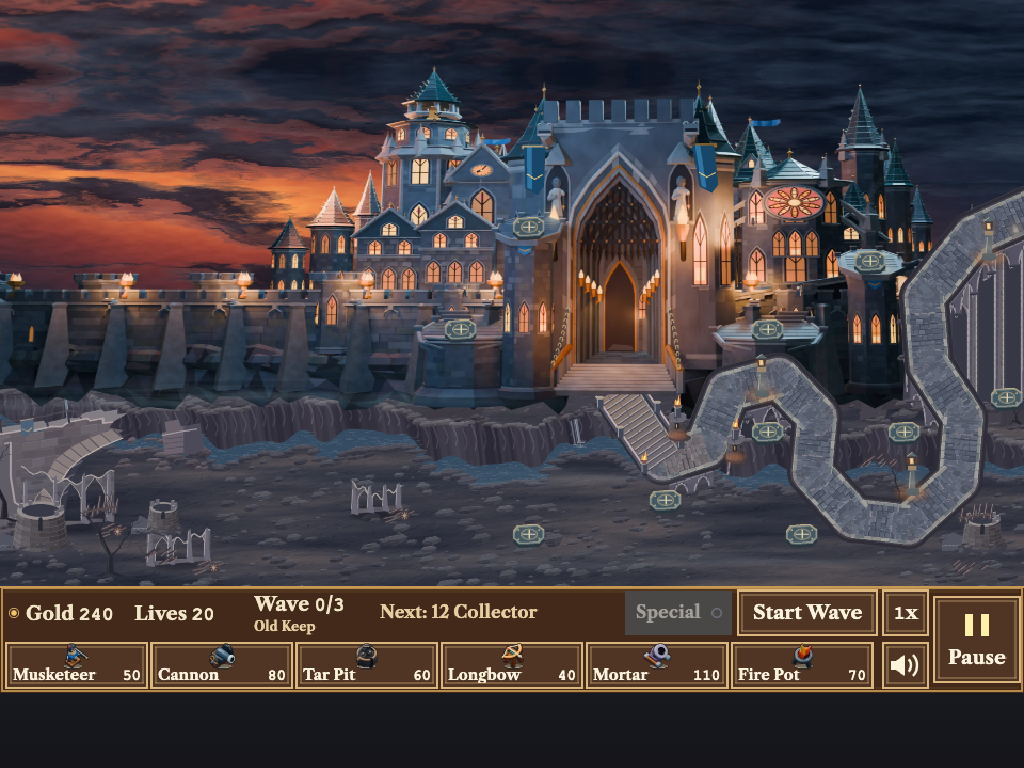 Gold 240
Lives 20
Wave 0/3
Old Keep
Next: 12 Collector
Special
Start Wave
1x
Pause
Musketeer 50
Cannon 80
Tar Pit 60
Longbow 40
Mortar 110
Fire Pot 70